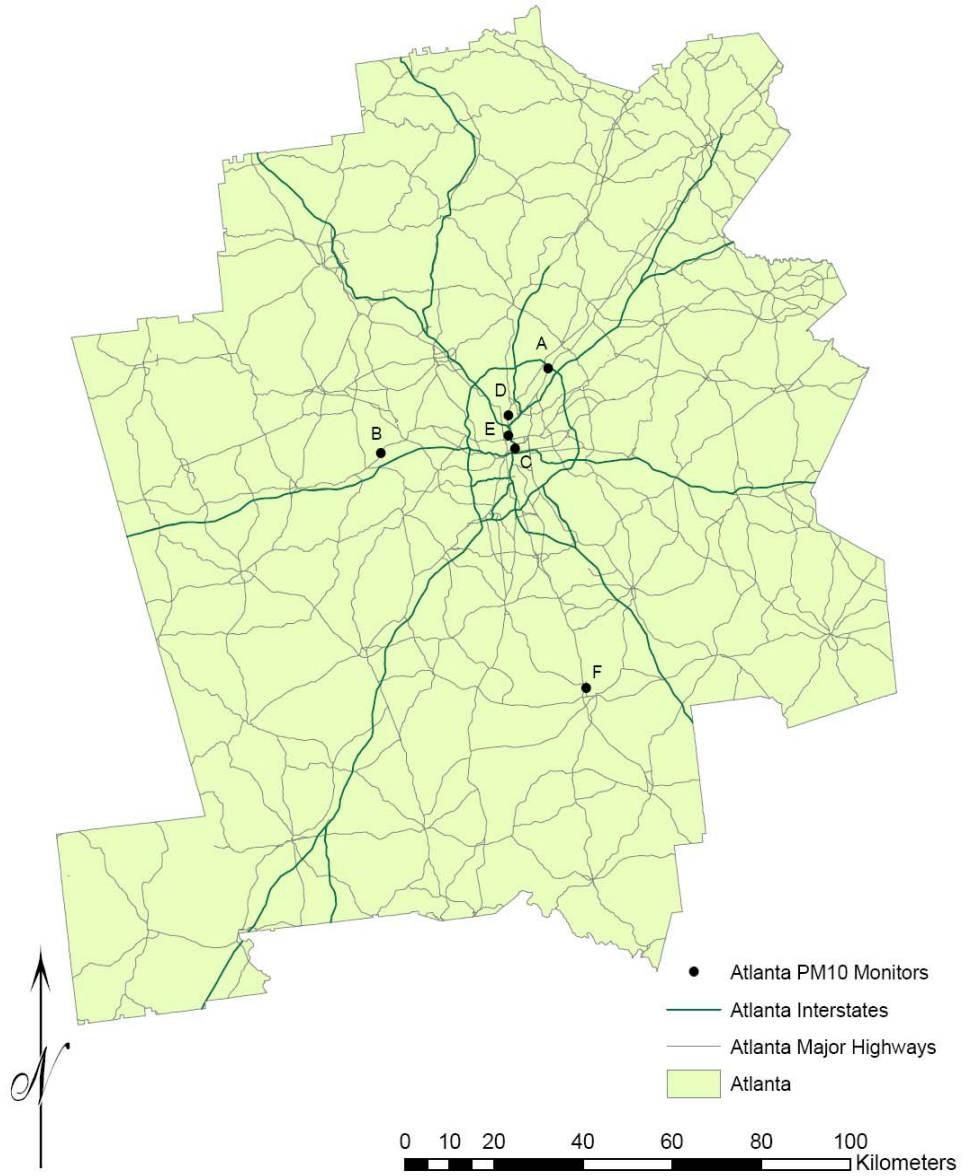 A
D
E
B
C
F
N
Atlanta PM10 Monitors
Atlanta Interstates
Atlanta Major Highways
Atlanta
0 10 20 40 60 80 100
Kilometers